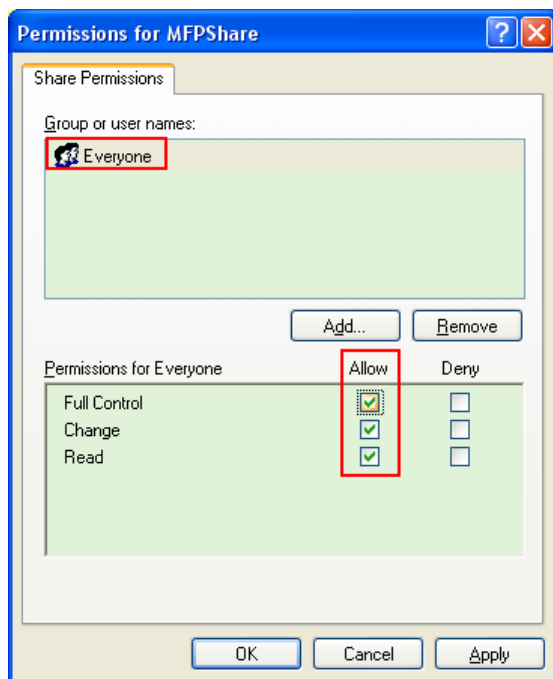 Permissions for MFPShare
Share Permissions
Group or user names:
Everyone
Add... Remove
Permissions for Everyone Allow Deny
Full Control
Change
Read
OK Cancel Apply